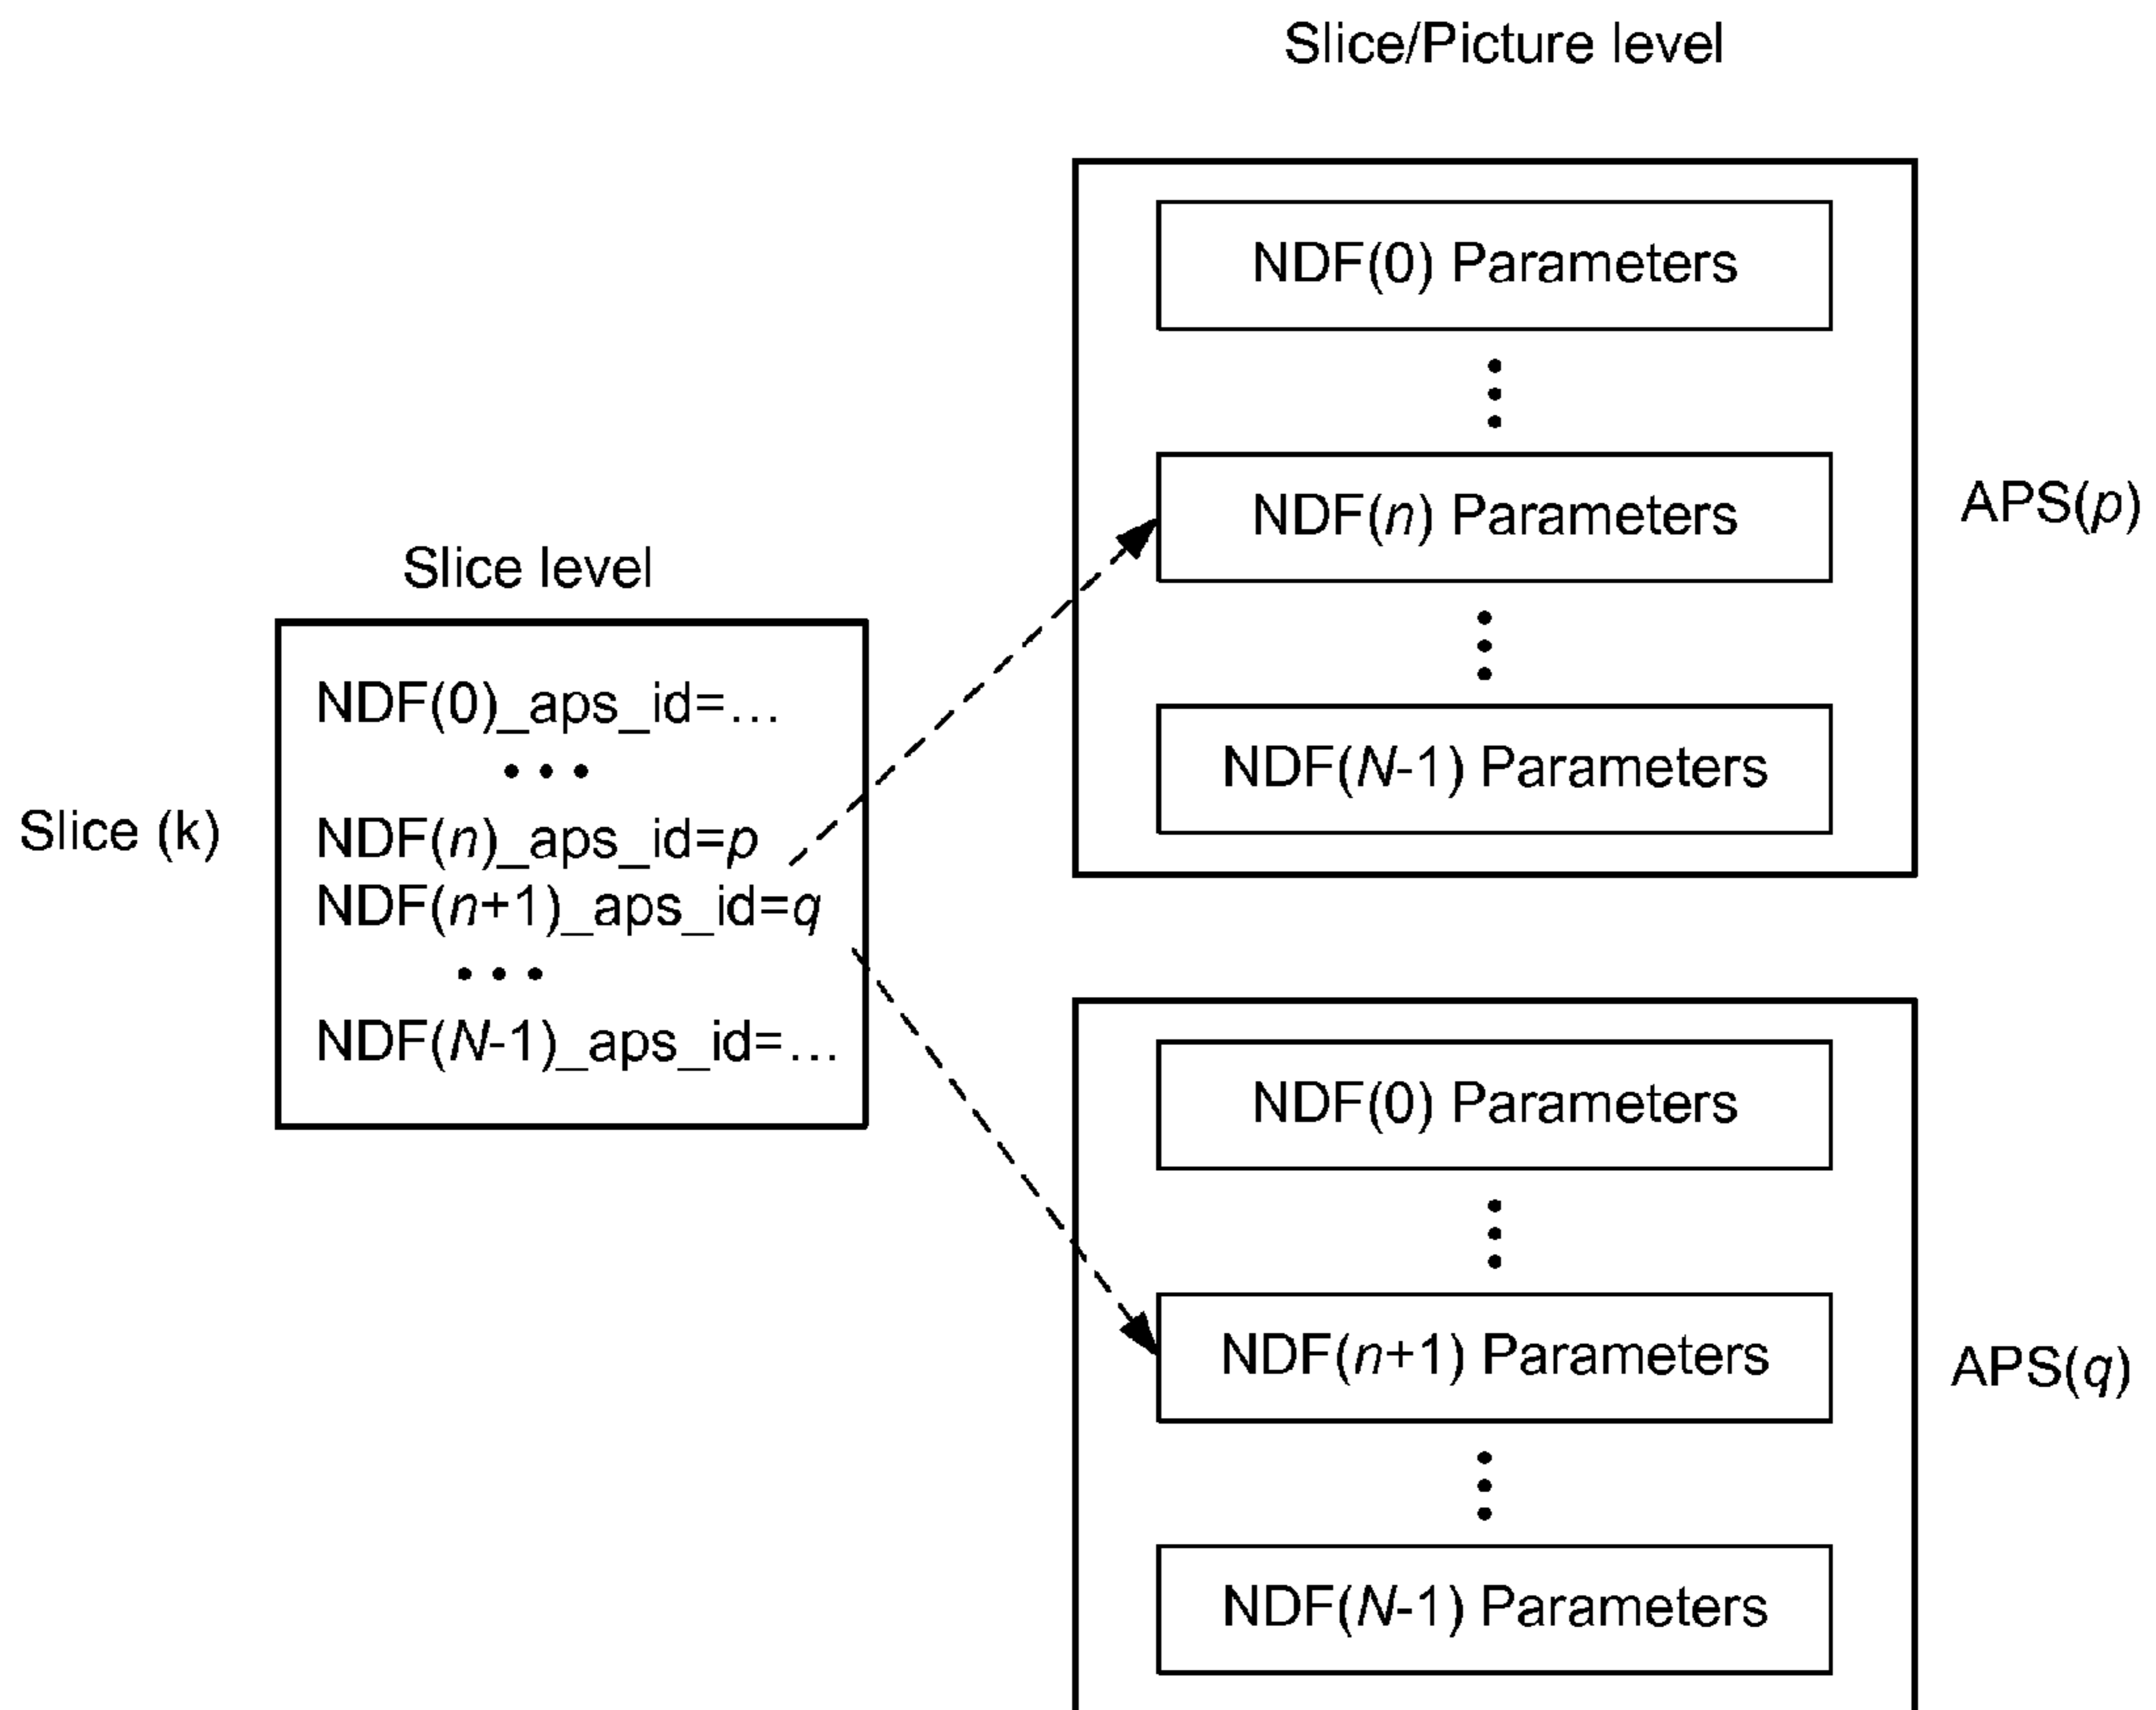 Slice/Picture level
NDF(0) Parameters
NDF(n) Parameters
NDF(N-1) Parameters
APS(p)
Slice level
NDF(0)_aps_id=...
...
NDF(n)_aps_id=p
NDF(n+1)_aps_id=q
...
NDF(N-1)_aps_id=...
Slice (k)
NDF(0) Parameters
NDF(n+1) Parameters
NDF(N-1) Parameters
APS(q)